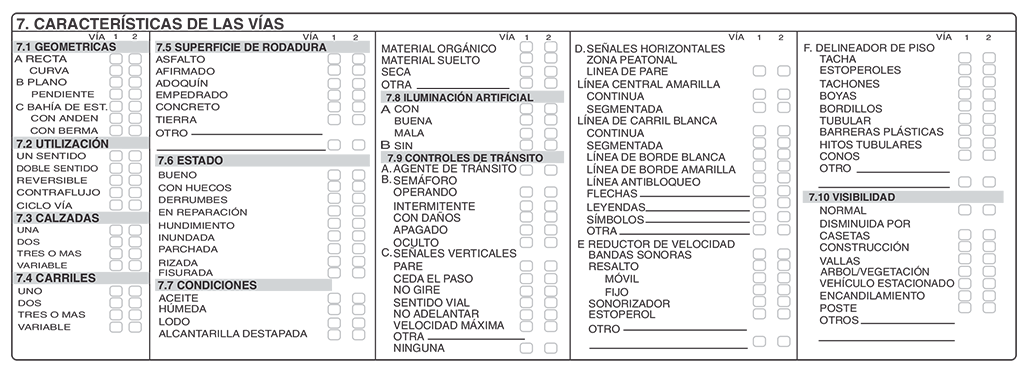 7. CARACTERÍSTICAS DE LAS VÍAS
VÍA 1 2
7.1 GEOMETRICAS
A RECTA
CURVA
B PLANO
PENDIENTE
C BAHÍA DE EST.
CON ANDEN
CON BERMA
7.2 UTILIZACIÓN
UN SENTIDO
DOBLE SENTIDO
REVERSIBLE
CONTRAFLUJO
CICLO VÍA
7.3 CALZADAS
UNA
DOS
TRES O MAS
VARIABLE
7.4 CARRILES
UNO
DOS
TRES O MAS
VARIABLE
VÍA 1 2
7.5 SUPERFICIE DE RODADURA
ASFALTO
AFIRMADO
ADOQUÍN
EMPEDRADO
CONCRETO
TIERRA
OTRO
7.6 ESTADO
BUENO
CON HUECOS
DERRUMBES
EN REPARACIÓN
HUNDIMIENTO
INUNDADA
PARCHADA
RIZADA
FISURADA
7.7 CONDICIONES
ACEITE
HÚMEDA
LODO
ALCANTARILLA DESTAPADA
VÍA 1 2
MATERIAL ORGÁNICO
MATERIAL SUELTO
SECA
OTRA
7.8 ILUMINACIÓN ARTIFICIAL
A CON
BUENA
MALA
B SIN
7.9 CONTROLES DE TRÁNSITO
A. AGENTE DE TRÁNSITO
B. SEMÁFORO
OPERANDO
INTERMITENTE
CON DAÑOS
APAGADO
OCULTO
C. SEÑALES VERTICALES
PARE
CEDA EL PASO
NO GIRE
SENTIDO VIAL
NO ADELANTAR
VELOCIDAD MÁXIMA
OTRA
NINGUNA
VÍA 1 2
D. SEÑALES HORIZONTALES
ZONA PEATONAL
LINEA DE PARE
LÍNEA CENTRAL AMARILLA
CONTINUA
SEGMENTADA
LÍNEA DE CARRIL BLANCA
CONTINUA
SEGMENTADA
LÍNEA DE BORDE BLANCA
LÍNEA DE BORDE AMARILLA
LÍNEA ANTIBLOQUEO
FLECHAS
LEYENDAS
SÍMBOLOS
OTRA
E REDUCTOR DE VELOCIDAD
BANDAS SONORAS
RESALTO
MÓVIL
FIJO
SONORIZADOR
ESTOPEROL
OTRO
VÍA 1 2
F. DELINEADOR DE PISO
TACHA
ESTOPEROLES
TACHONES
BOYAS
BORDILLOS
TUBULAR
BARRERAS PLÁSTICAS
HITOS TUBULARES
CONOS
OTRO
7.10 VISIBILIDAD
NORMAL
DISMINUIDA POR
CASETAS
CONSTRUCCIÓN
VALLAS
ARBOL/VEGETACIÓN
VEHÍCULO ESTACIONADO
ENCANDILAMIENTO
POSTE
OTROS